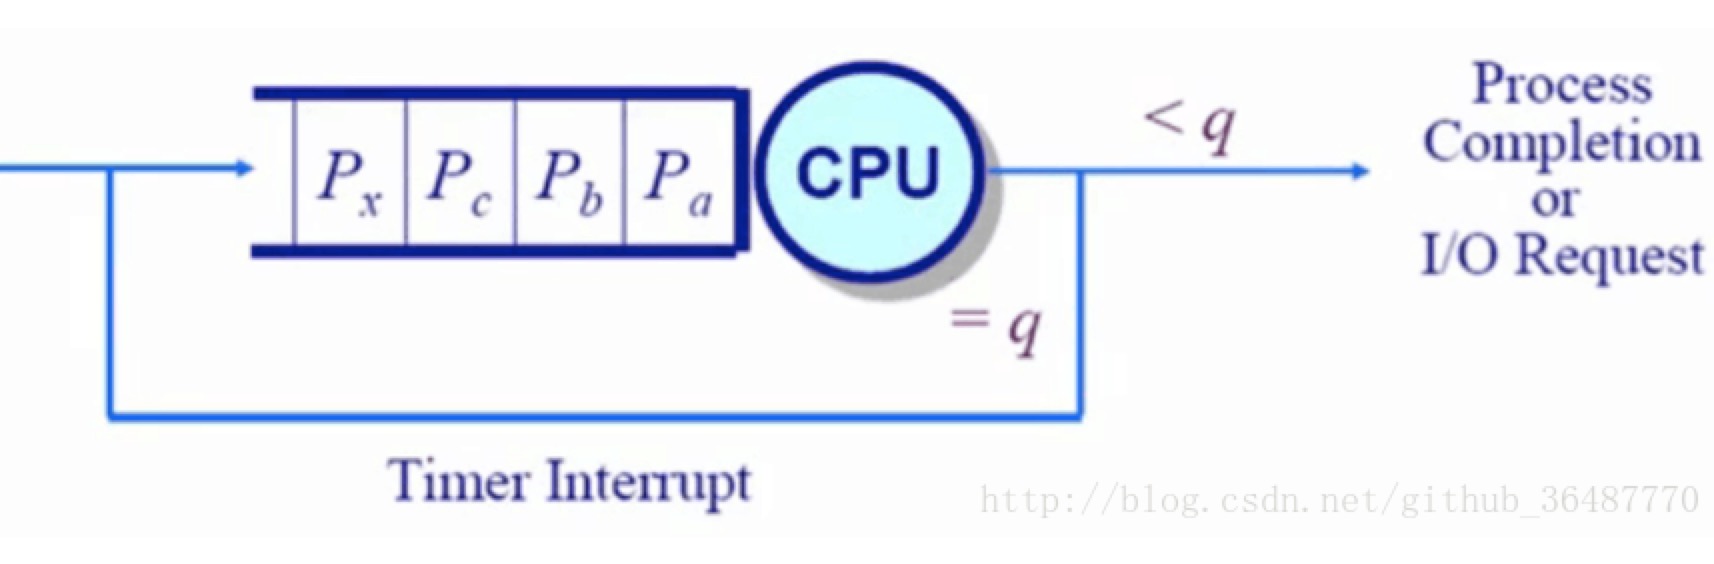 P_x P_c P_b P_a
CPU
< q
= q
Process
Completion
or
I/O Request
Timer Interrupt
http://blog.csdn.net/github_36487770